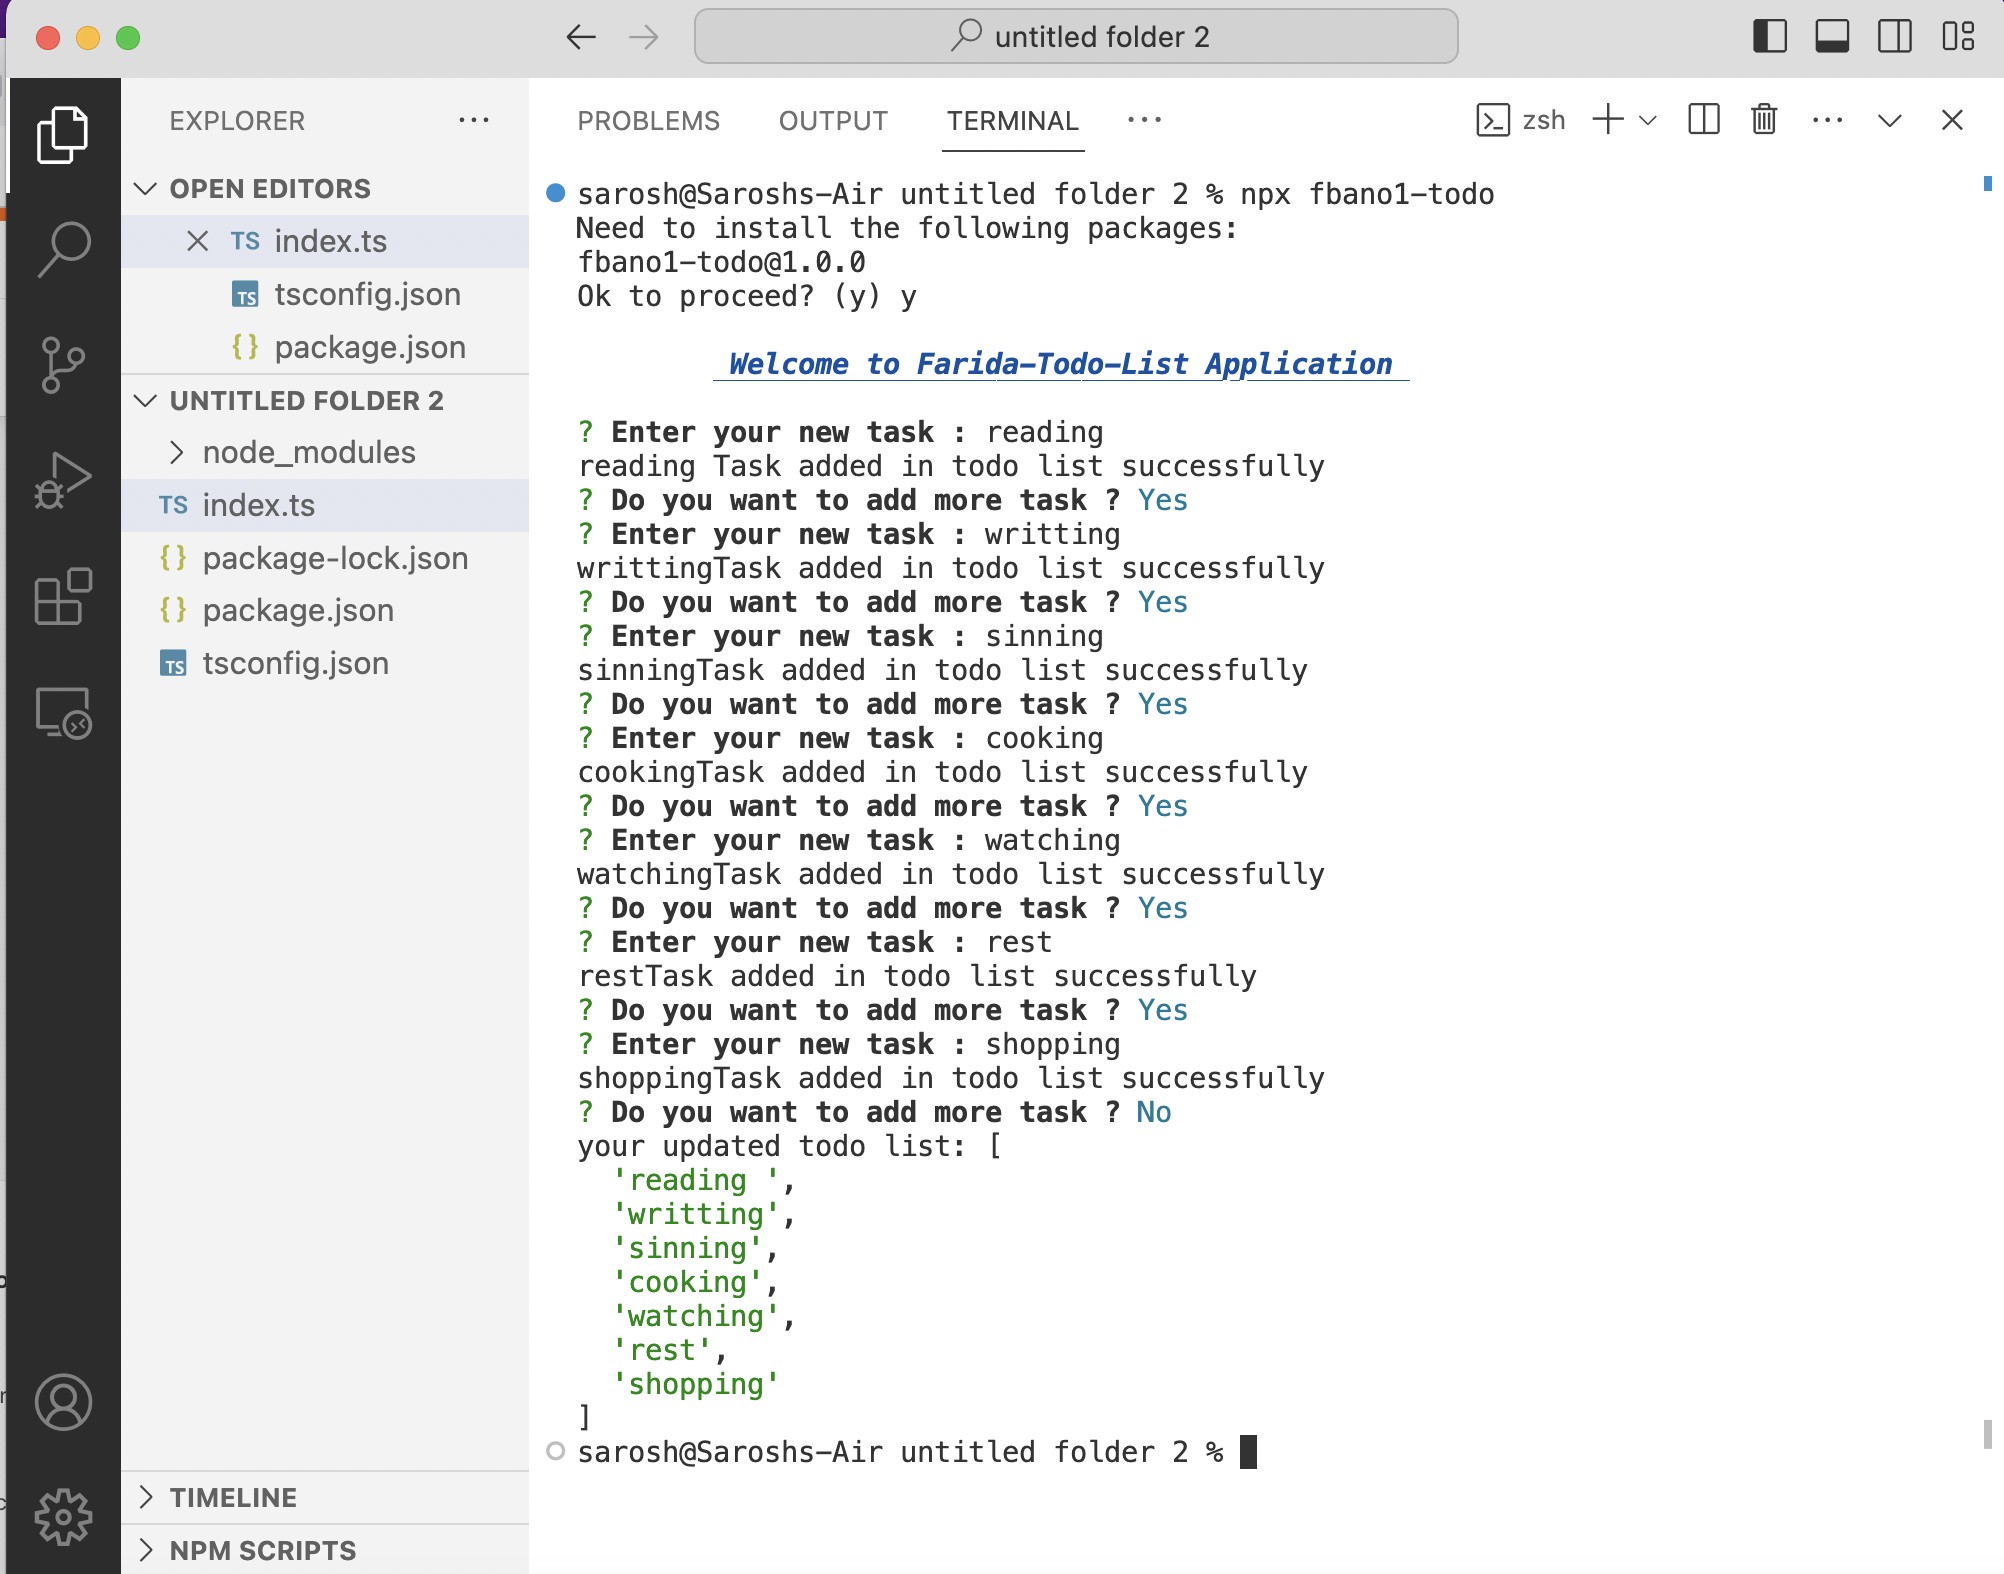 untitled folder 2
EXPLORER
OPEN EDITORS
TS index.ts
TS tsconfig.json
{} package.json
UNTITLED FOLDER 2
node_modules
TS index.ts
{} package-lock.json
{} package.json
TS tsconfig.json
TIMELINE
NPM SCRIPTS
PROBLEMS OUTPUT TERMINAL
zsh
sarosh@Saroshs-Air untitled folder 2 % npx fbano1-todo
Need to install the following packages:
fbano1-todo@1.0.0
Ok to proceed? (y) y
Welcome to Farida-Todo-List Application
? Enter your new task : reading
reading Task added in todo list successfully
? Do you want to add more task ? Yes
? Enter your new task : writting
writtingTask added in todo list successfully
? Do you want to add more task ? Yes
? Enter your new task : sinning
sinningTask added in todo list successfully
? Do you want to add more task ? Yes
? Enter your new task : cooking
cookingTask added in todo list successfully
? Do you want to add more task ? Yes
? Enter your new task : watching
watchingTask added in todo list successfully
? Do you want to add more task ? Yes
? Enter your new task : rest
restTask added in todo list successfully
? Do you want to add more task ? Yes
? Enter your new task : shopping
shoppingTask added in todo list successfully
? Do you want to add more task ? No
your updated todo list: [
'reading ',
'writting',
'sinning',
'cooking',
'watching',
'rest',
'shopping'
]
sarosh@Saroshs-Air untitled folder 2 %